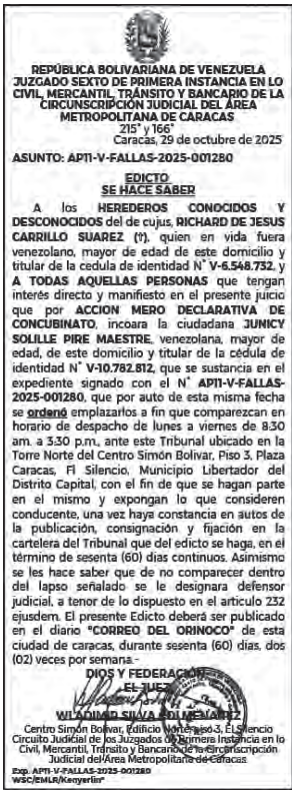 REPÚBLICA BOLIVARIANA DE VENEZUELA
JUZGADO SEXTO DE PRIMERA INSTANCIA EN LO
CIVIL, MERCANTIL, TRÁNSITO Y BANCARIO DE LA
CIRCUNSCRIPCIÓN JUDICIAL DEL ÁREA
METROPOLITANA DE CARACAS
215° y 166°
Caracas, 29 de octubre de 2025
ASUNTO: AP11-V-FALLAS-2025-001280
EDICTO
SE HACE SABER
A los HEREDEROS CONOCIDOS Y
DESCONOCIDOS del de cujus, RICHARD DE JESUS
CARRILLO SUAREZ (†), quien en vida fuera
venezolano, mayor de edad de este domicilio y
titular de la cedula de identidad N° V-6.548.732, y
A TODAS AQUELLAS PERSONAS que tengan
interés directo y manifiesto en el presente juicio
que por ACCION MERO DECLARATIVA DE
CONCUBINATO, incoara la ciudadana JUNICY
SOLILLE PIRE MAESTRE, venezolana, mayor de
edad, de este domicilio y titular de la cédula de
identidad N° V-10.782.812, que se sustancia en el
expediente signado con el N° AP11-V-FALLAS-
2025-001280, que por auto de esta misma fecha
se ordenó emplazarlos a fin que comparezcan en
horario de despacho de lunes a viernes de 8:30
am. a 3:30 p.m., ante este Tribunal ubicado en la
Torre Norte del Centro Simón Bolivar, Piso 3, Plaza
Caracas, El Silencio, Municipio Libertador del
Distrito Capital, con el fin de que se hagan parte
en el mismo y expongan lo que consideren
conducente, una vez haya constancia en autos de
la publicación, consignación y fijación en la
cartelera del Tribunal que del edicto se haga, en el
término de sesenta (60) dias continuos. Asimismo
se les hace saber que de no comparecer dentro
del lapso señalado se le designara defensor
judicial, a tenor de lo dispuesto en el articulo 232
ejusdem. El presente Edicto deberá ser publicado
en el diario "CORREO DEL ORINOCO" de esta
ciudad de caracas, durante sesenta (60) dias, dos
(02) veces por semana.-
DIOS Y FEDERACIÓN
EL JUEZ
WLADIMIR SILVA
Centro Simón Bolivar, Edificio Norte, piso 3, El Silencio
Circuito Judicial de los Juzgados de Primera Instancia en lo
Civil, Mercantil, Tránsito y Bancario de la Circunscripción
Judicial del Área Metropolitana de Caracas
Exp. AP11-V-FALLAS-2025-001280
WSC/EMLR/Kenyerlin*